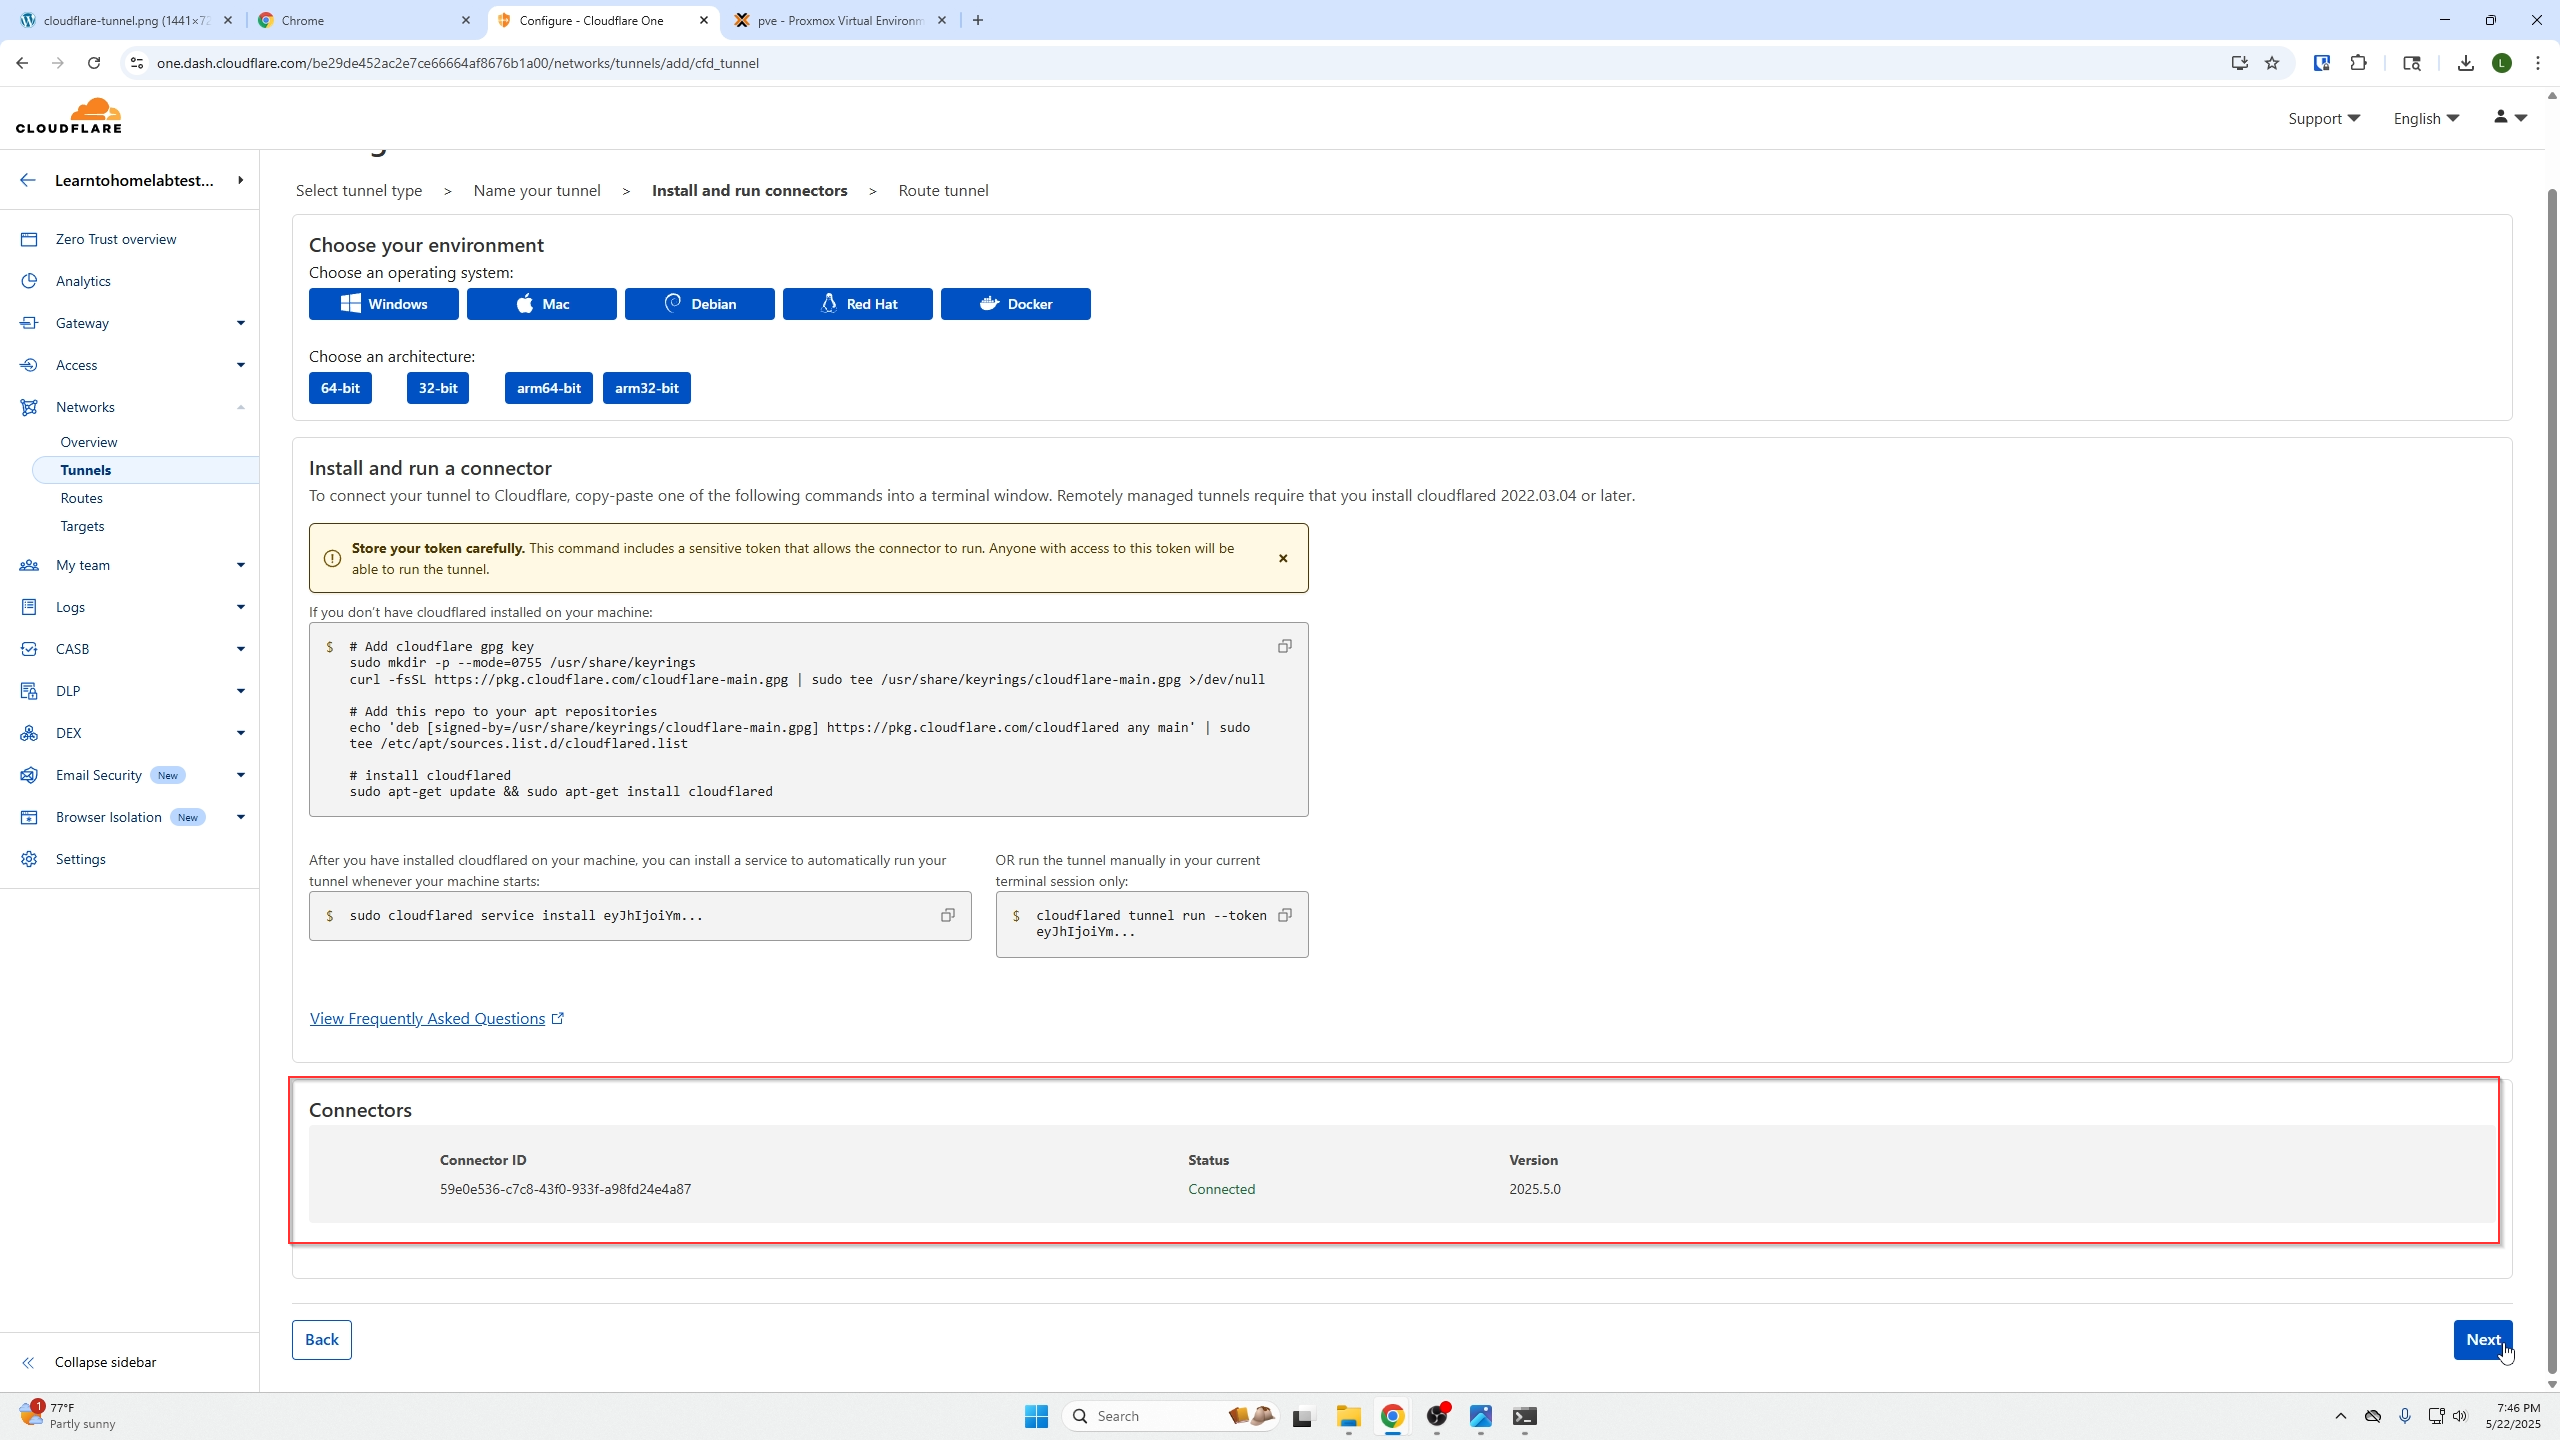 cloudflare-tunnel.png (1441×72
Chrome
Configure - Cloudflare One
pve - Proxmox Virtual Environm
one.dash.cloudflare.com/be29de452ac2e7ce66664af8676b1a00/networks/tunnels/add/cfd_tunnel
L
CLOUDFLARE
Support
English
Learntohomelabtest...
Zero Trust overview
Analytics
Gateway
Access
Networks
Overview
Tunnels
Routes
Targets
My team
Logs
CASB
DLP
DEX
Email Security New
Browser Isolation New
Settings
Collapse sidebar
Select tunnel type > Name your tunnel > Install and run connectors > Route tunnel
Choose your environment
Choose an operating system:
Windows Mac Debian Red Hat Docker
Choose an architecture:
64-bit 32-bit arm64-bit arm32-bit
Install and run a connector
To connect your tunnel to Cloudflare, copy-paste one of the following commands into a terminal window. Remotely managed tunnels require that you install cloudflared 2022.03.04 or later.
Store your token carefully. This command includes a sensitive token that allows the connector to run. Anyone with access to this token will be
able to run the tunnel.
If you don't have cloudflared installed on your machine:
$ # Add cloudflare gpg key
sudo mkdir -p --mode=0755 /usr/share/keyrings
curl -fsSL https://pkg.cloudflare.com/cloudflare-main.gpg | sudo tee /usr/share/keyrings/cloudflare-main.gpg >/dev/null
# Add this repo to your apt repositories
echo 'deb [signed-by=/usr/share/keyrings/cloudflare-main.gpg] https://pkg.cloudflare.com/cloudflared any main' | sudo
tee /etc/apt/sources.list.d/cloudflared.list
# install cloudflared
sudo apt-get update && sudo apt-get install cloudflared
After you have installed cloudflared on your machine, you can install a service to automatically run your
tunnel whenever your machine starts:
$ sudo cloudflared service install eyJhIjoiYm...
OR run the tunnel manually in your current
terminal session only:
$ cloudflared tunnel run --token
eyJhIjoiYm...
View Frequently Asked Questions
Connectors
Connector ID Status Version
59e0e536-c7c8-43f0-933f-a98fd24e4a87 Connected 2025.5.0
Back
Next
1
77°F
Partly sunny
Search
7:46 PM
5/22/2025